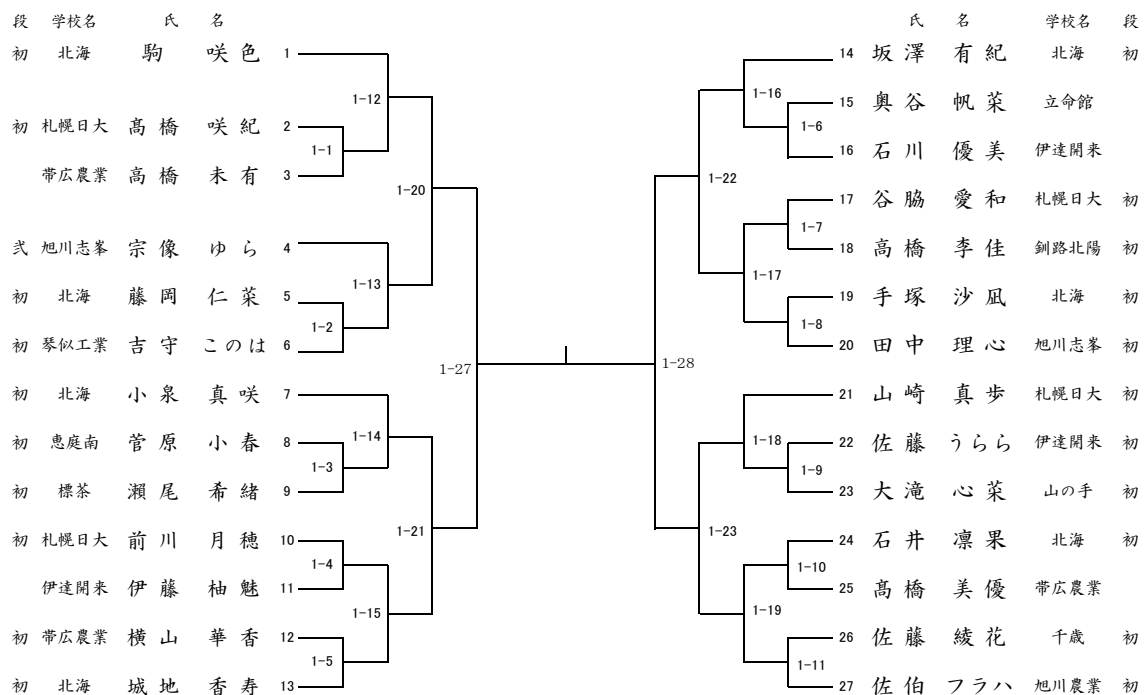 段 学校名 氏 名
初 北海 駒 咲色 1
1-12
初 札幌日大 髙橋 咲紀 2
1-1
帯広農業 高橋 未有 3
1-20
弐 旭川志峯 宗像 ゆら 4
1-13
初 北海 藤岡 仁菜 5
1-2
初 琴似工業 吉守 このは 6
1-27
初 北海 小泉 真咲 7
1-14
初 恵庭南 菅原 小春 8
1-3
初 標茶 瀬尾 希緒 9
1-21
初 札幌日大 前川 月穂 10
1-4
伊達開来 伊藤 柚魅 11
1-15
初 帯広農業 横山 華香 12
1-5
初 北海 城地 香寿 13
氏 名 学校名 段
14 坂澤 有紀 北海 初
1-16
15 奥谷 帆菜 立命館
1-6
16 石川 優美 伊達開来
1-22
17 谷脇 愛和 札幌日大 初
1-7
18 高橋 李佳 釧路北陽 初
1-17
19 手塚 沙凪 北海 初
1-8
20 田中 理心 旭川志峯 初
1-28
21 山崎 真歩 札幌日大 初
1-18
22 佐藤 うらら 伊達開来 初
1-9
23 大滝 心菜 山の手 初
1-23
24 石井 凛果 北海 初
1-10
25 髙橋 美優 帯広農業
1-19
26 佐藤 綾花 千歳 初
1-11
27 佐伯 フラハ 旭川農業 初